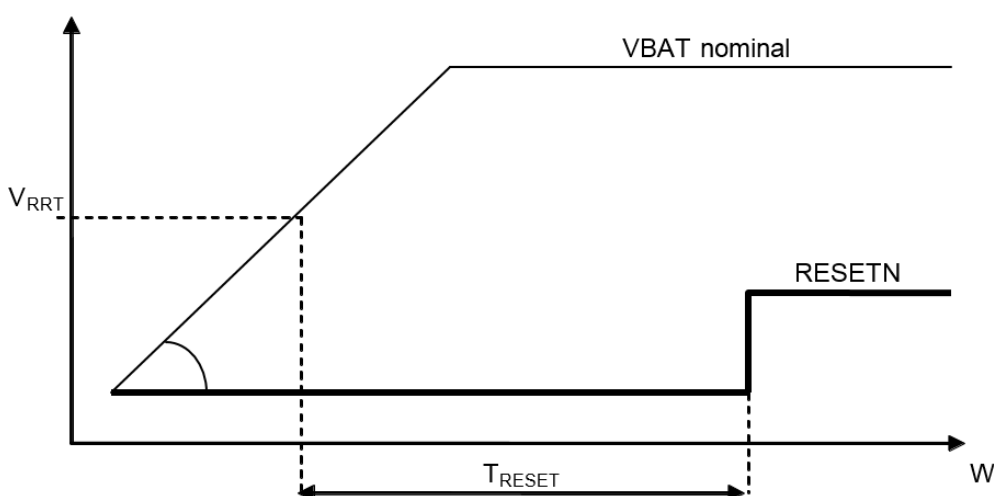 VBAT nominal
VRRT
RESETN
TRESET
W